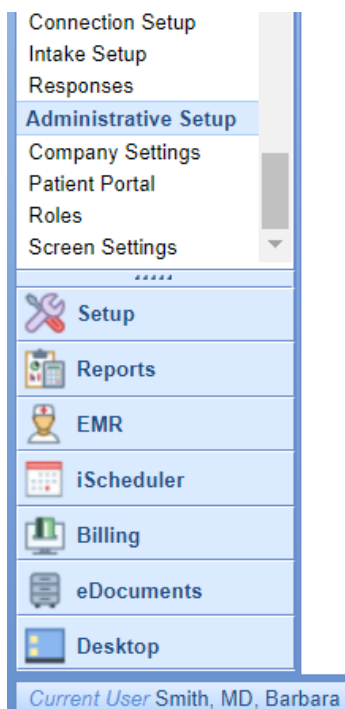 Connection Setup
Intake Setup
Responses
Administrative Setup
Company Settings
Patient Portal
Roles
Screen Settings
Setup
Reports
EMR
iScheduler
Billing
eDocuments
Desktop
Current User Smith, MD, Barbara